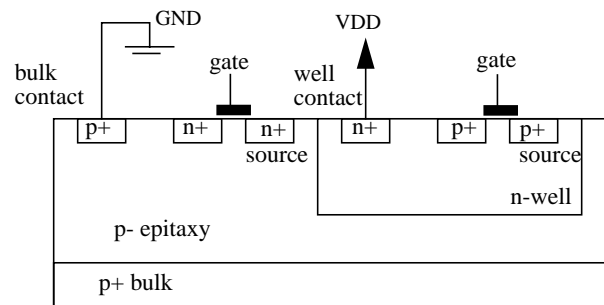 GND
VDD
bulk
contact
gate
well
contact
gate
p+
n+
n+
n+
p+
p+
source
source
n-well
p- epitaxy
p+ bulk